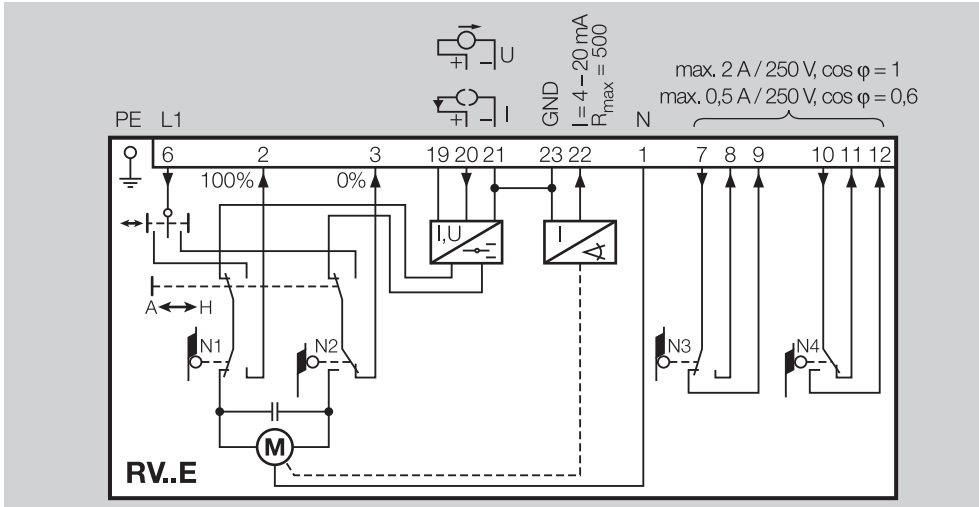 U
+ –
I
+ –
GND
I = 4 – 20 mA
Rmax = 500
max. 2 A / 250 V, cos φ = 1
max. 0,5 A / 250 V, cos φ = 0,6
PE L1 N
6 2 3 19 20 21 23 22 1 7 8 9 10 11 12
100% 0%
I,U I
A H
N1 N2 N3 N4
M
RV..E